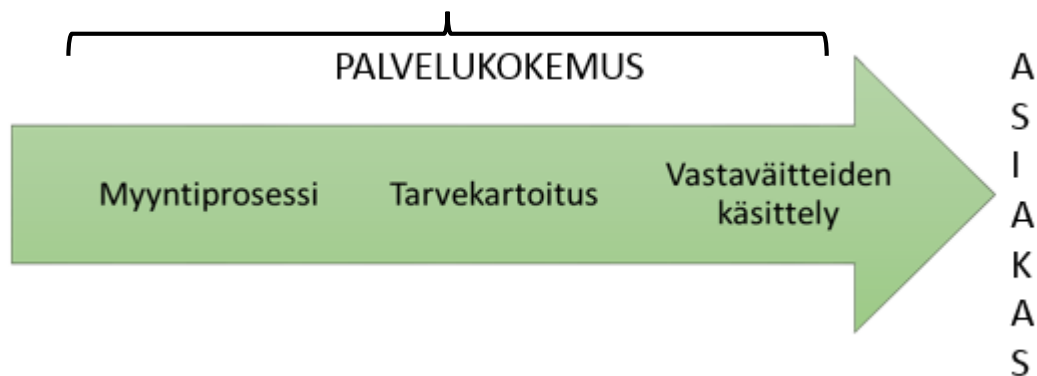 PALVELUKOKEMUS
Myyntiprosessi
Tarvekartoitus
Vastaväitteiden
käsittely
A
S
I
A
K
A
S